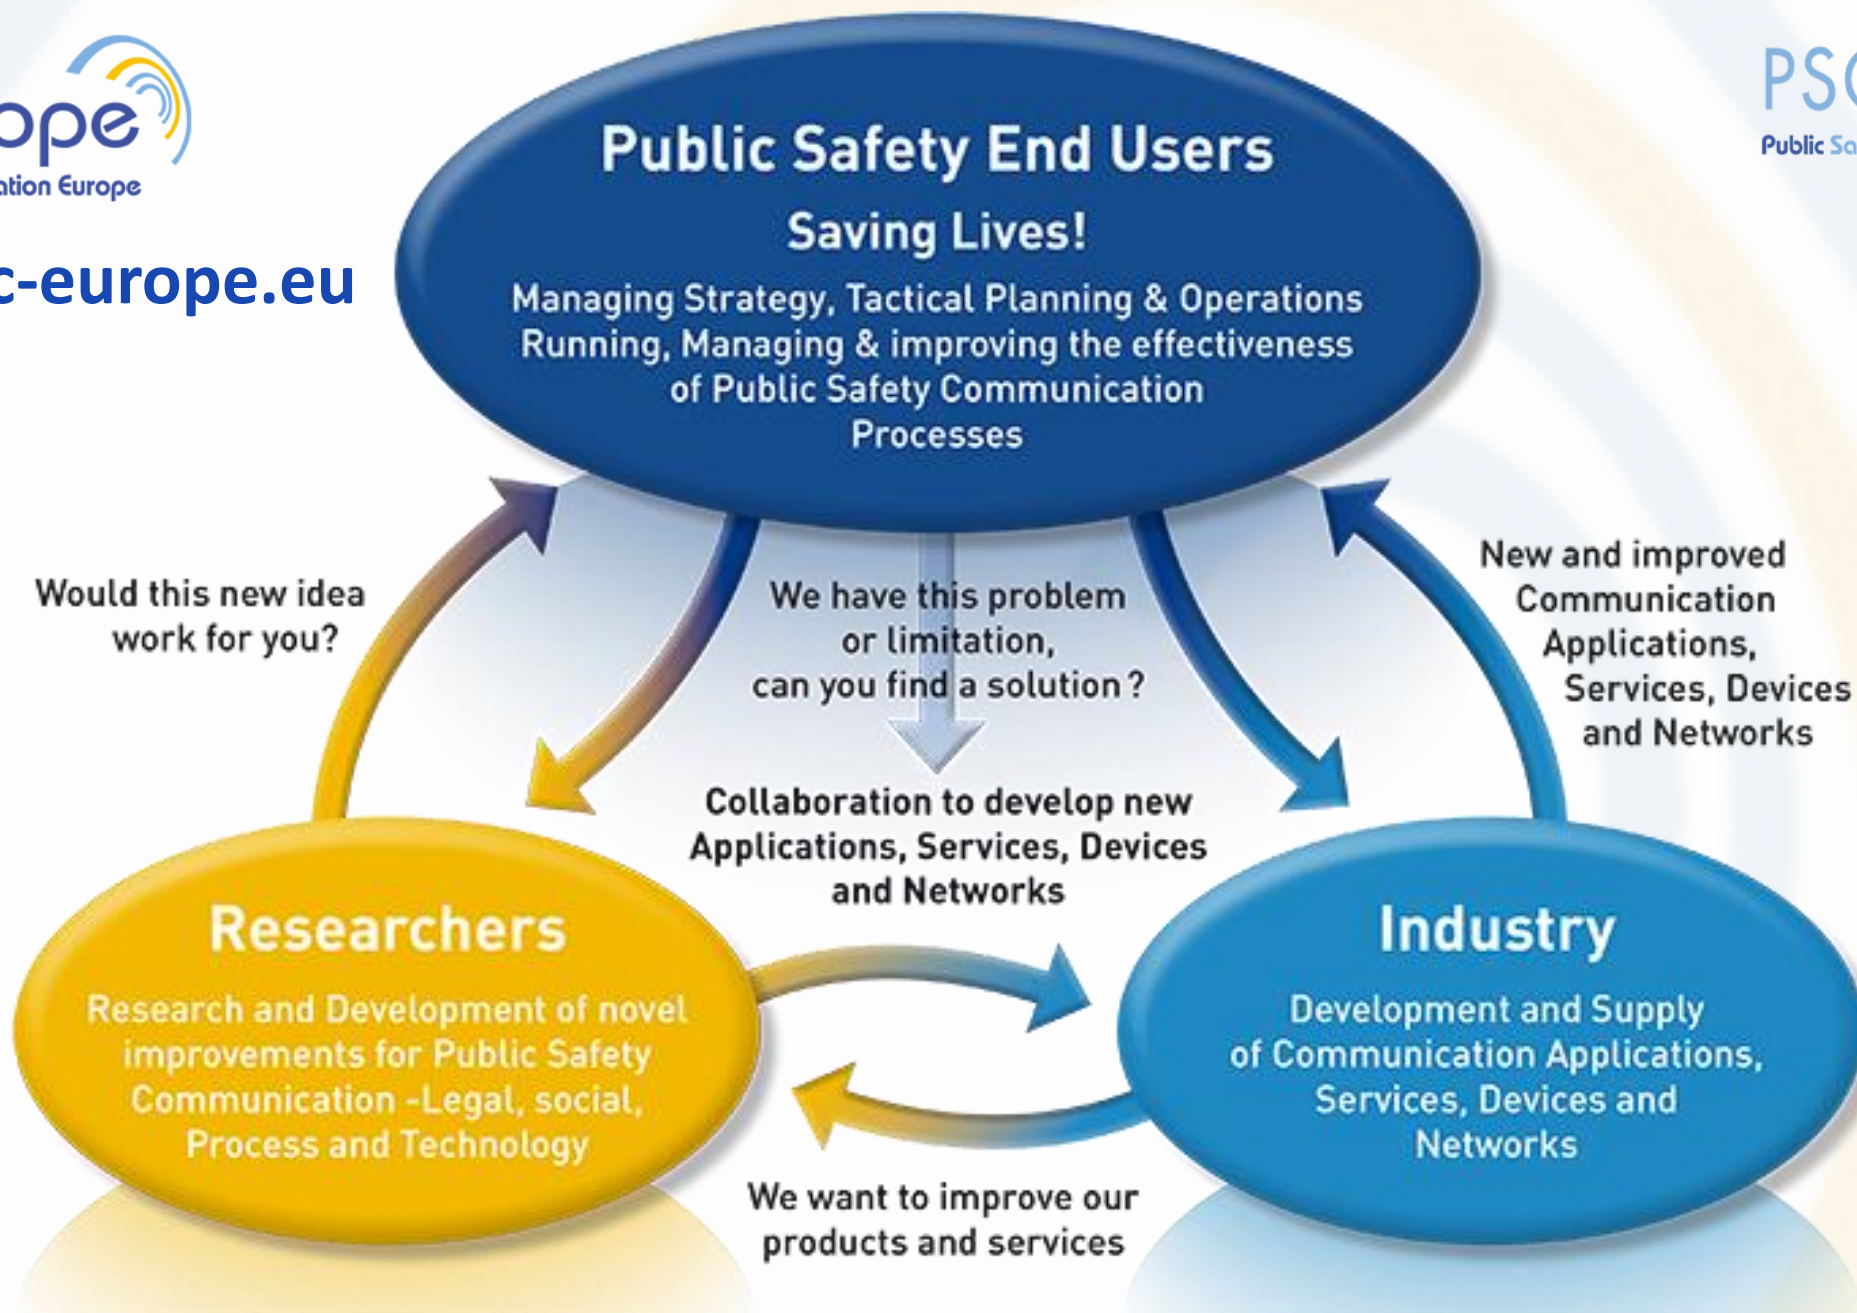 ope
ation Europe
c-europe.eu
PSC
Public Sa
Public Safety End Users
Saving Lives!
Managing Strategy, Tactical Planning & Operations
Running, Managing & improving the effectiveness
of Public Safety Communication
Processes
Would this new idea
work for you?
We have this problem
or limitation,
can you find a solution ?
New and improved
Communication
Applications,
Services, Devices
and Networks
Collaboration to develop new
Applications, Services, Devices
and Networks
Researchers
Research and Development of novel
improvements for Public Safety
Communication -Legal, social,
Process and Technology
Industry
Development and Supply
of Communication Applications,
Services, Devices and
Networks
We want to improve our
products and services